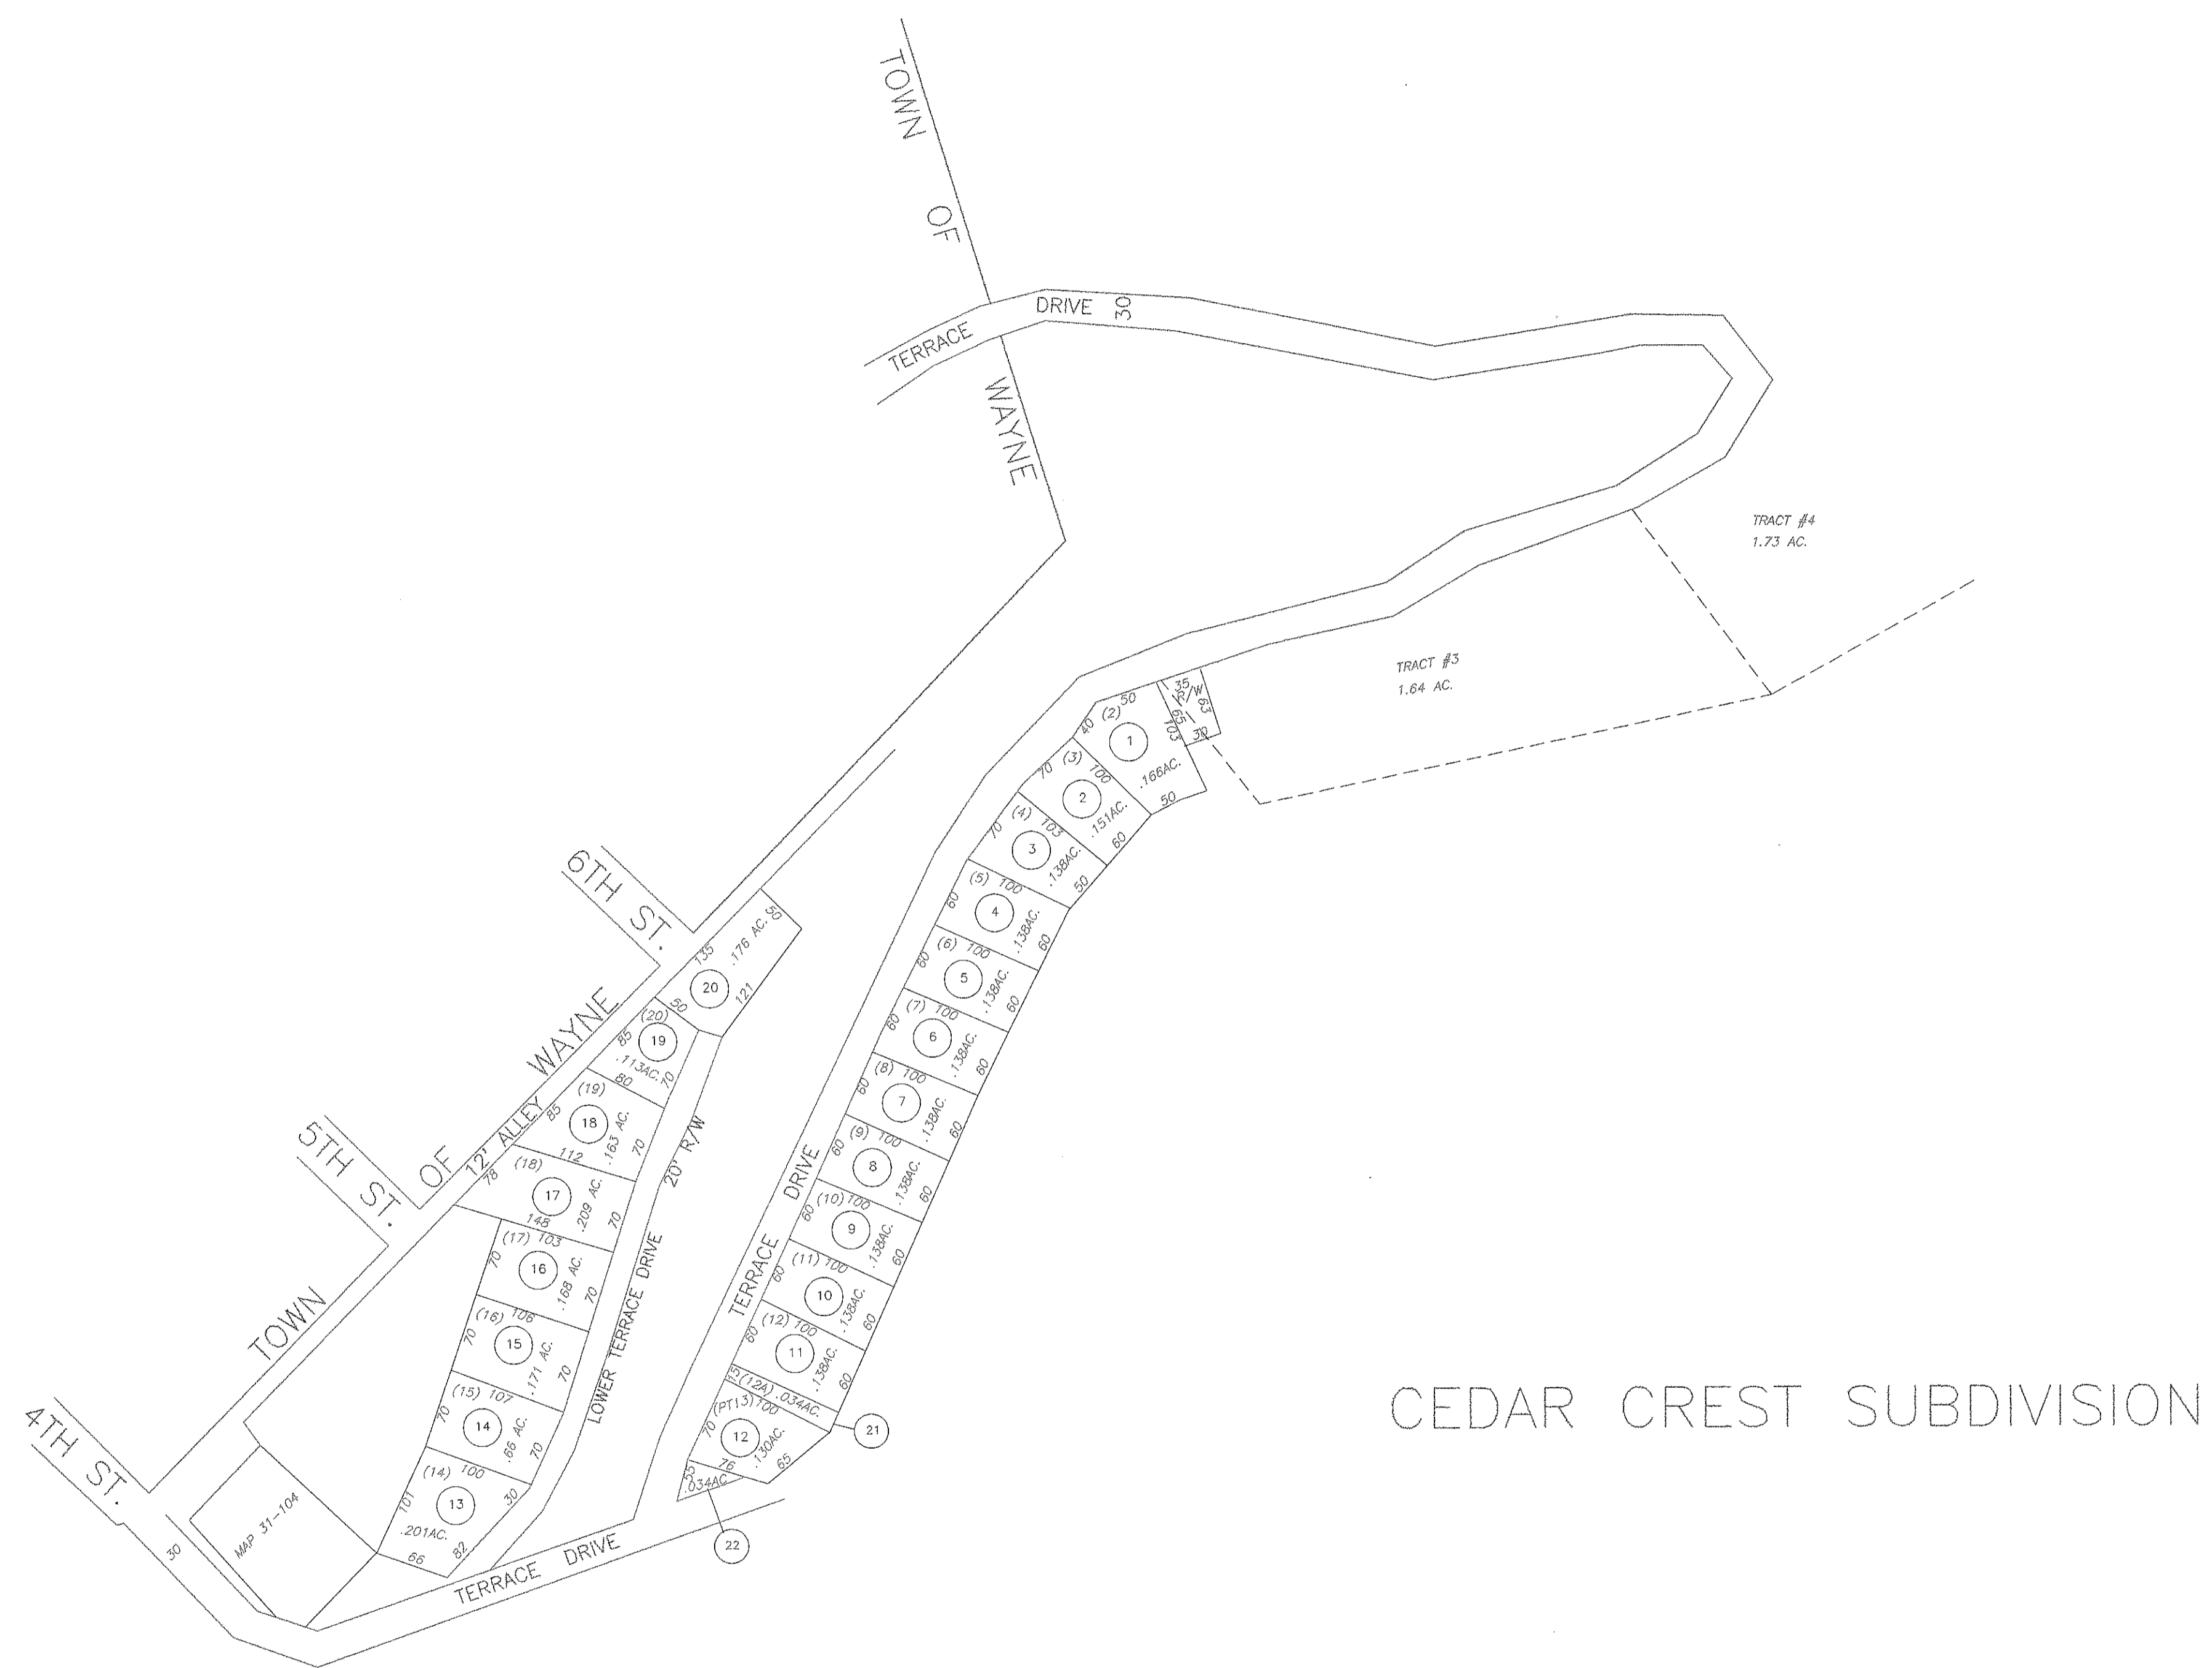 TOWN OF WAYNE
TERRACE DRIVE 30
TRACT #4
1.73 AC.
TRACT #3
1.64 AC.
35
R/W
63
65
30
50
40
(2)
1
103
.166AC.
50
70
(3)
100
2
.151AC.
60
70
(4)
103
3
.138AC.
50
60
(5)
100
4
.138AC.
60
60
(6)
100
5
.138AC.
60
60
(7)
100
6
.138AC.
60
60
(8)
100
7
.138AC.
60
60
(9)
100
8
.138AC.
60
60
(10)
100
9
.138AC.
60
60
(11)
100
10
.138AC.
60
60
(12)
100
11
.138AC.
60
15
(12A)
.034AC.
21
(PT13)
100
70
12
.130AC.
65
76
55
.034AC
22
TERRACE DRIVE
6TH ST.
5TH ST.
4TH ST.
TOWN OF WAYNE
12' ALLEY
135
.176 AC.
50
20
121
50
(20)
85
19
.113AC.
70
80
(19)
85
18
.163 AC.
70
112
(18)
78
17
.209 AC.
70
148
(17)
103
70
16
.168 AC.
70
(16)
106
70
15
.171 AC.
70
(15)
107
70
14
.66 AC.
70
(14)
100
101
13
30
.201AC.
66
82
20' R/W
LOWER TERRACE DRIVE
MAP 31-104
30
TERRACE DRIVE
CEDAR CREST SUBDIVISION